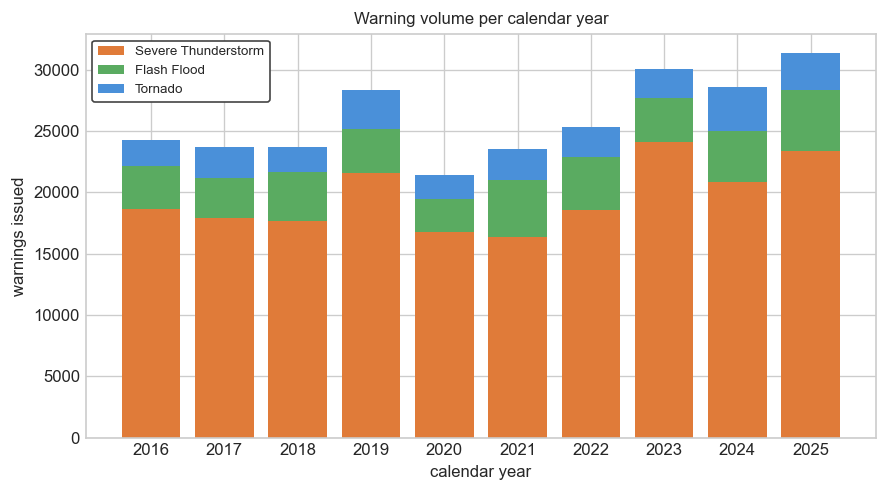 Warning volume per calendar year
Severe Thunderstorm
Flash Flood
Tornado
warnings issued
30000
25000
20000
15000
10000
5000
0
2016 2017 2018 2019 2020 2021 2022 2023 2024 2025
calendar year